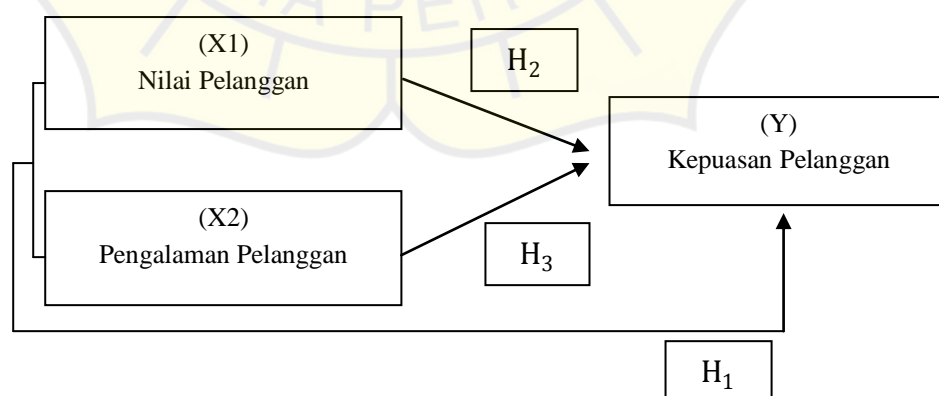 (X1)
Nilai Pelanggan
H₂
(Y)
Kepuasan Pelanggan
(X2)
Pengalaman Pelanggan
H₃
H₁